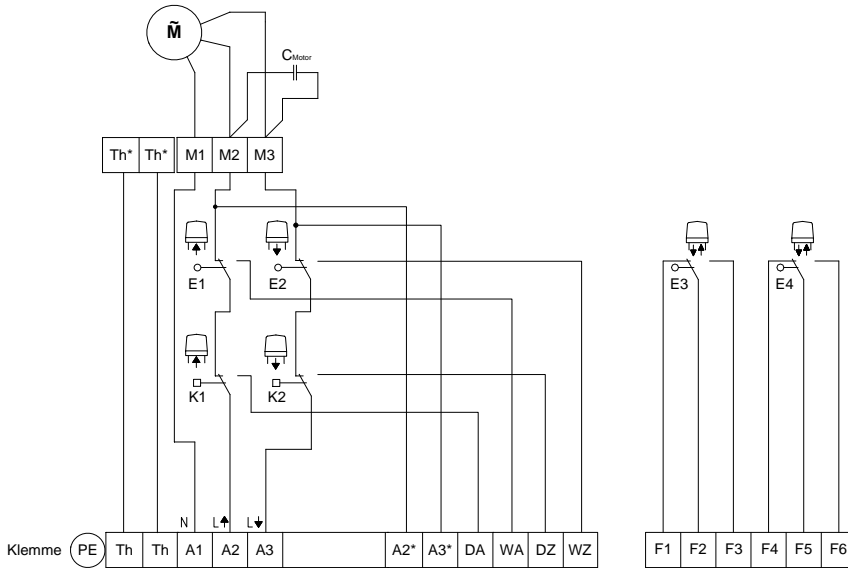 M̃
CMotor
Th* Th* M1 M2 M3
E1 E2 E3 E4
K1 K2
N L L
Klemme PE Th Th A1 A2 A3 A2* A3* DA WA DZ WZ F1 F2 F3 F4 F5 F6